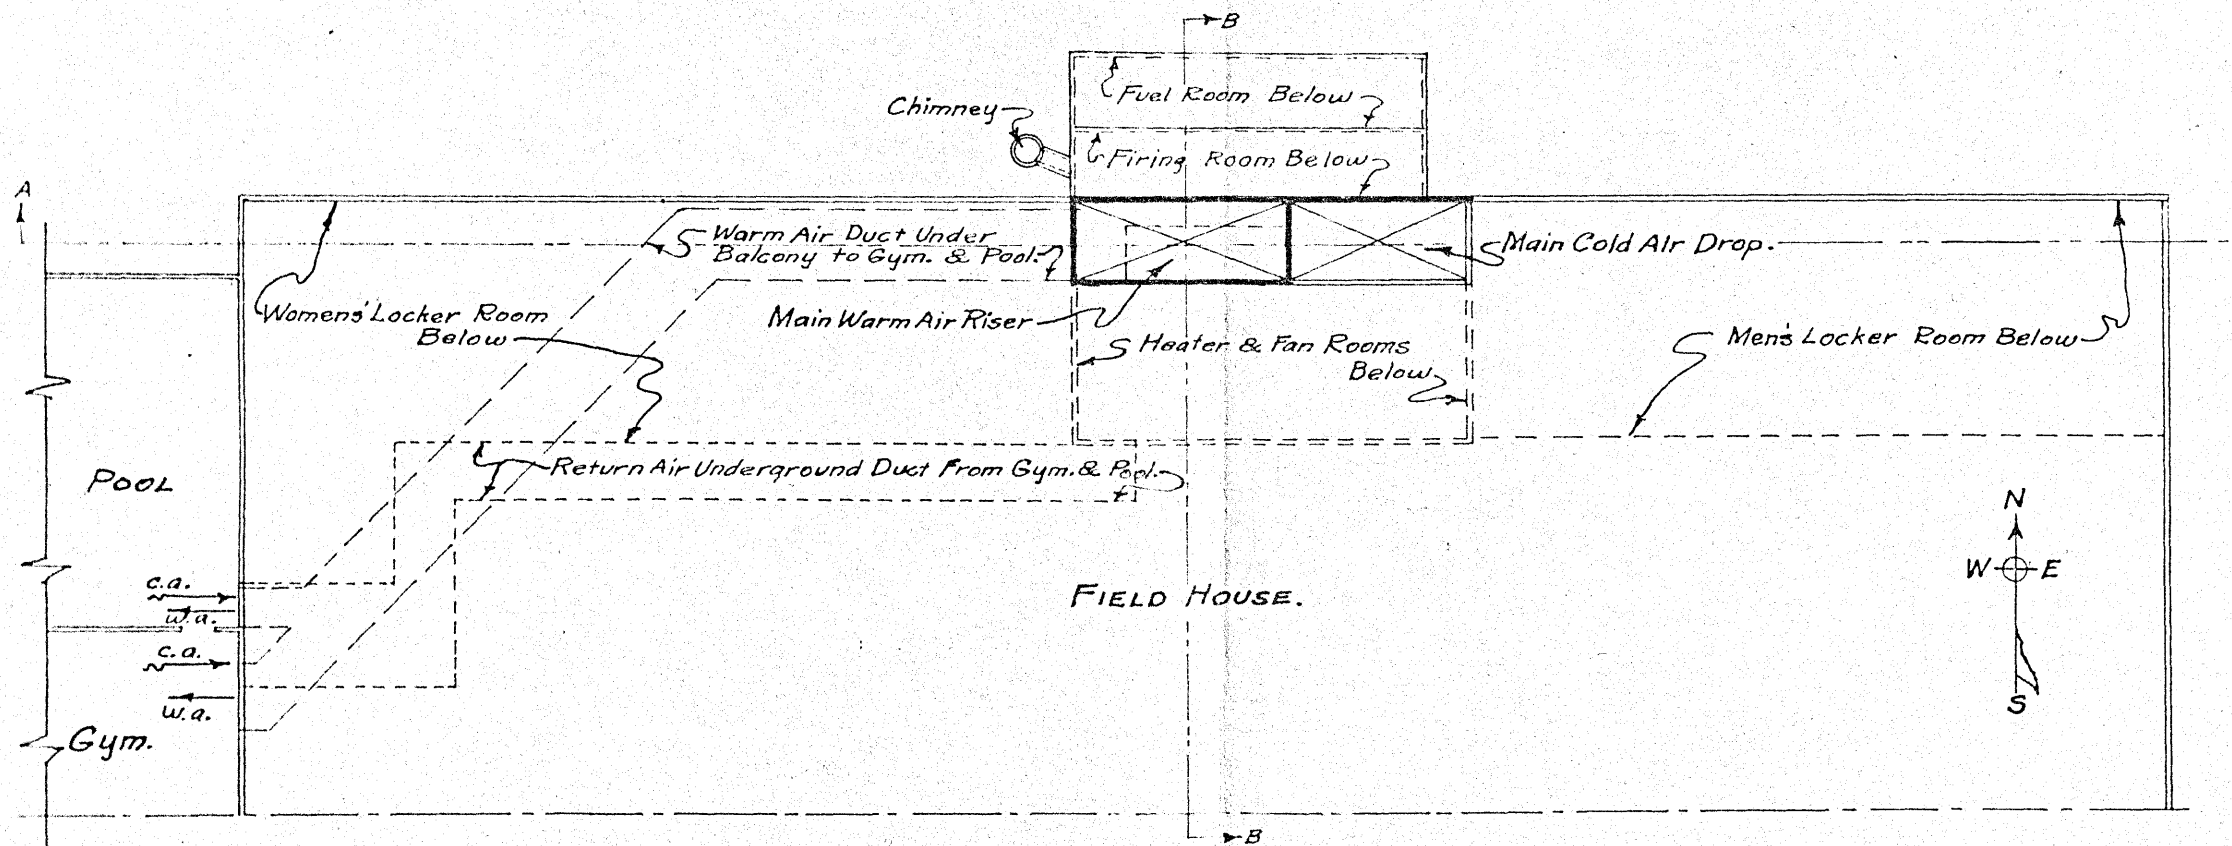 B
Fuel Room Below
Chimney
Firing Room Below
A
Warm Air Duct Under
Balcony to Gym. & Pool.
Main Cold Air Drop.
Womens' Locker Room
Below
Main Warm Air Riser
Heater & Fan Rooms
Below
Men's Locker Room Below
Return Air Underground Duct From Gym. & Pool.
POOL
N
W E
S
c.a.
w.a.
c.a.
w.a.
FIELD HOUSE.
Gym.
B